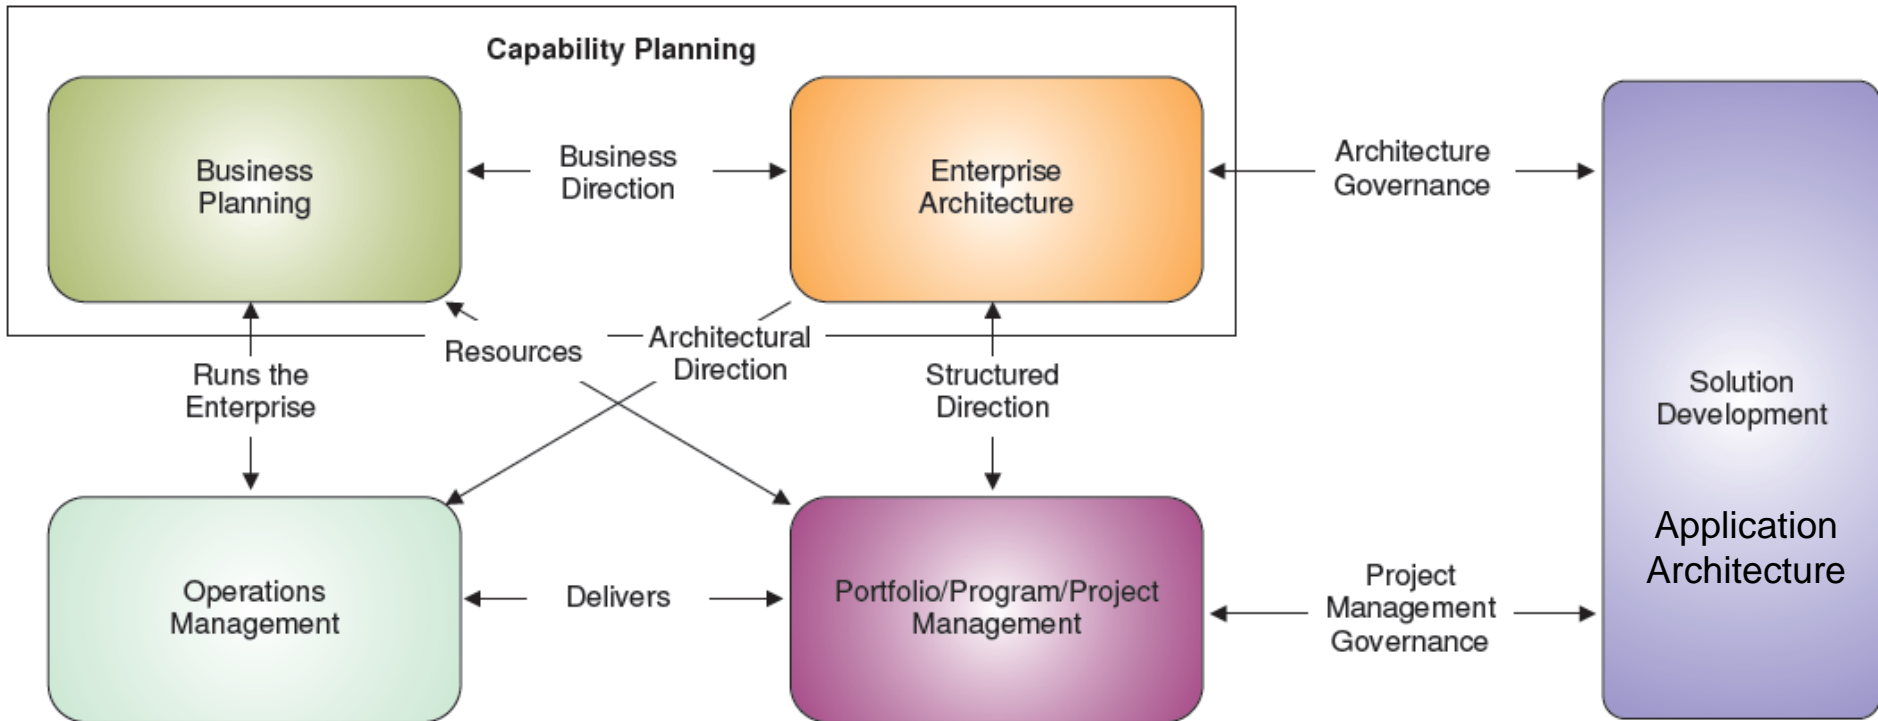 Capability Planning
Business
Planning
Business
Direction
Enterprise
Architecture
Architecture
Governance
Resources
Architectural
Direction
Runs the
Enterprise
Structured
Direction
Solution
Development
Application
Architecture
Operations
Management
Delivers
Portfolio/Program/Project
Management
Project
Management
Governance